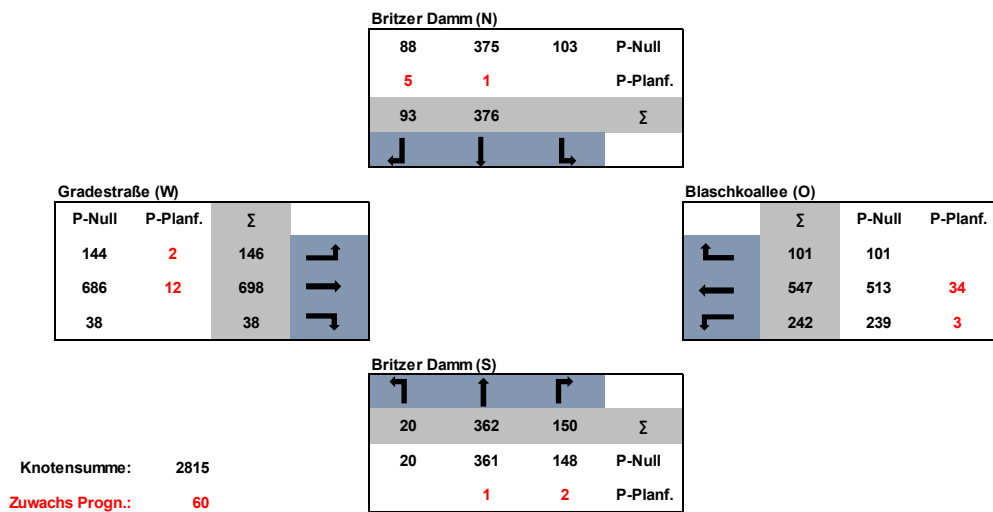 Britzer Damm (N)
88 375 103 P-Null
5 1 P-Planf.
93 376 Σ
Gradestraße (W)
P-Null P-Planf. Σ
144 2 146
686 12 698
38 38
Blaschkoallee (O)
Σ P-Null P-Planf.
101 101
547 513 34
242 239 3
Britzer Damm (S)
20 362 150 Σ
20 361 148 P-Null
1 2 P-Planf.
Knotensumme: 2815
Zuwachs Progn.: 60